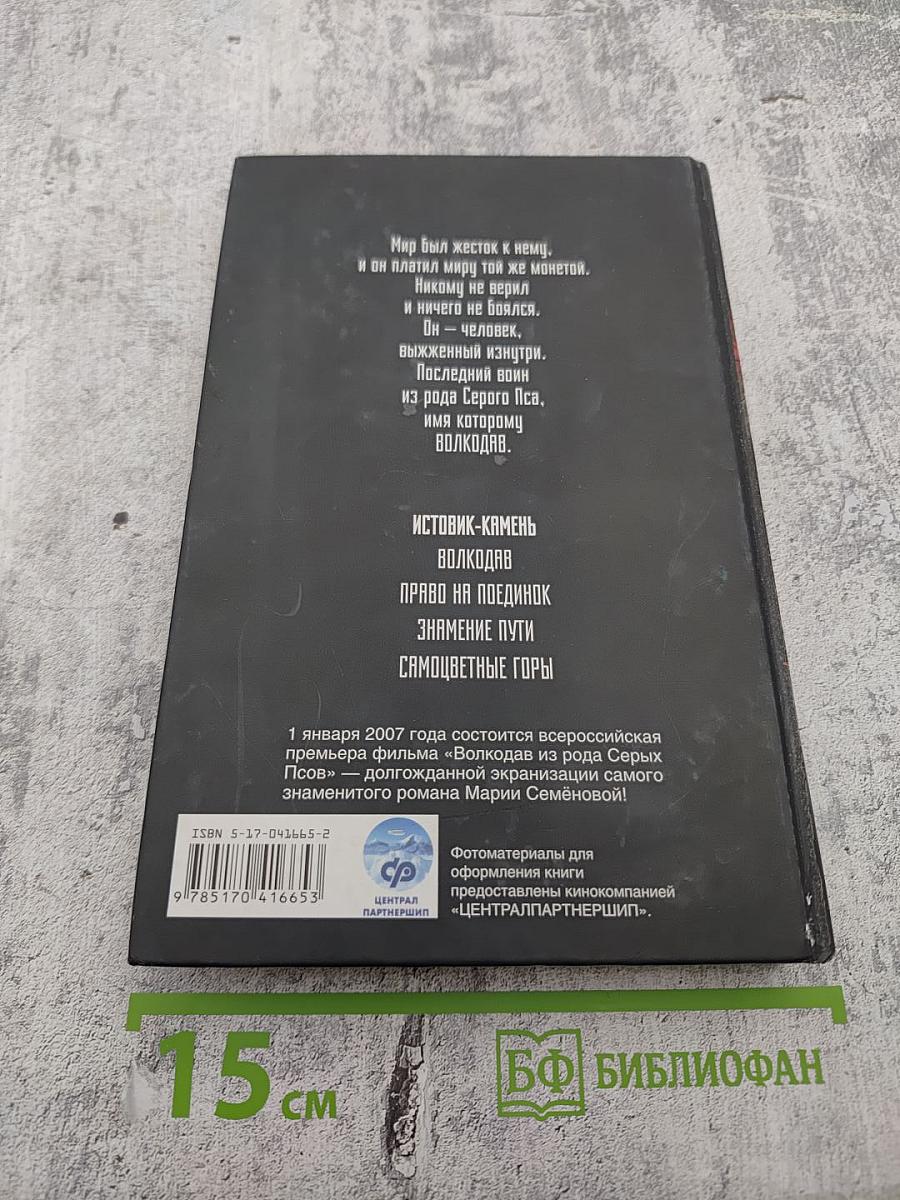 Мир был жесток к нему,
и он платил миру той же монетой.
Никому не верил
и ничего не боялся.
Он — человек,
выжженный изнутри.
Последний воин
из рода Серого Пса,
имя которому
ВОЛКОДАВ.
ИСТОВИК-КАМЕНЬ
ВОЛКОДАВ
ПРАВО НА ПОЕДИНОК
ЗНАМЕНИЕ ПУТИ
САМОЦВЕТНЫЕ ГОРЫ
1 января 2007 года состоится всероссийская
премьера фильма «Волкодав из рода Серых
Псов» — долгожданной экранизации самого
знаменитого романа Марии Семёновой!
ISBN 5-17-041665-2
9 785170 416653
ср
ЦЕНТРАЛ
ПАРТНЕРШИП
Фотоматериалы для
оформления книги
предоставлены кинокомпанией
«ЦЕНТРАЛПАРТНЕРШИП».
15 см
БФ БИБЛИОФАН